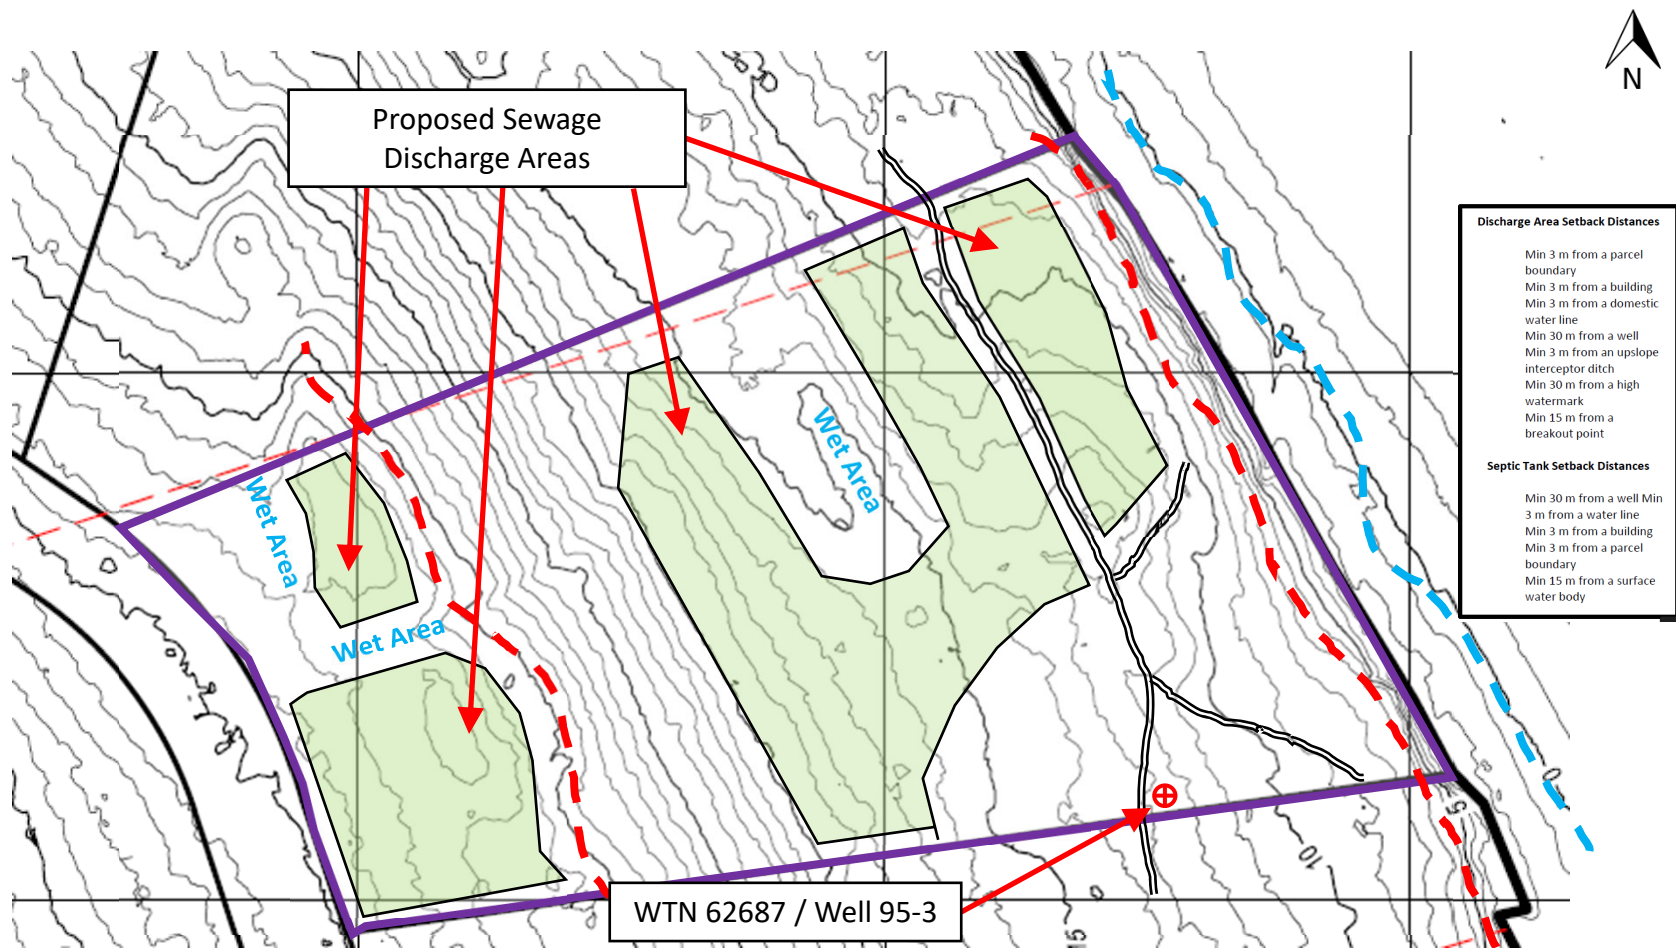 N
Proposed Sewage
Discharge Areas
Discharge Area Setback Distances
Min 3 m from a parcel
boundary
Min 3 m from a building
Min 3 m from a domestic
water line
Min 30 m from a well
Min 3 m from an upslope
interceptor ditch
Min 30 m from a high
watermark
Min 15 m from a
breakout point
Septic Tank Setback Distances
Min 30 m from a well Min
3 m from a water line
Min 3 m from a building
Min 3 m from a parcel
boundary
Min 15 m from a surface
water body
Wet Area
Wet Area
Wet Area
0
5
10
15
WTN 62687 / Well 95-3